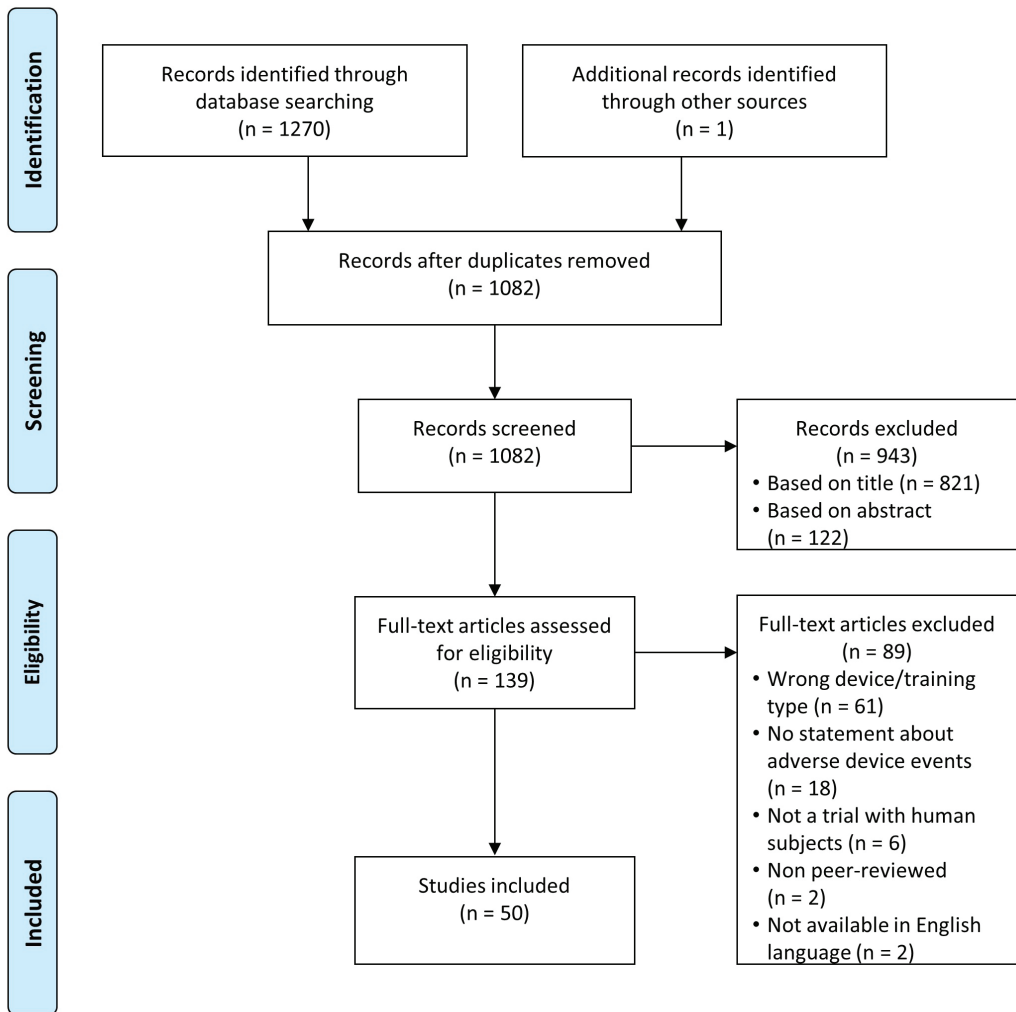 Identification
Records identified through
database searching
(n = 1270)
Additional records identified
through other sources
(n = 1)
Records after duplicates removed
(n = 1082)
Screening
Records screened
(n = 1082)
Records excluded
(n = 943)
• Based on title (n = 821)
• Based on abstract
(n = 122)
Eligibility
Full-text articles assessed
for eligibility
(n = 139)
Full-text articles excluded
(n = 89)
• Wrong device/training
type (n = 61)
• No statement about
adverse device events
(n = 18)
• Not a trial with human
subjects (n = 6)
• Non peer-reviewed
(n = 2)
• Not available in English
language (n = 2)
Included
Studies included
(n = 50)